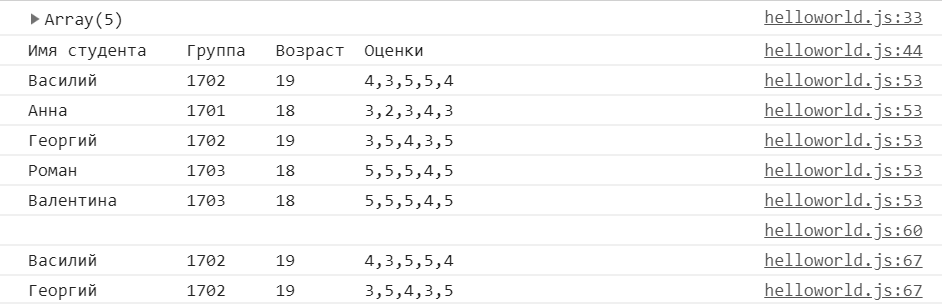 ▶ Array(5) helloworld.js:33
Имя студента Группа Возраст Оценки helloworld.js:44
Василий 1702 19 4,3,5,5,4 helloworld.js:53
Анна 1701 18 3,2,3,4,3 helloworld.js:53
Георгий 1702 19 3,5,4,3,5 helloworld.js:53
Роман 1703 18 5,5,5,4,5 helloworld.js:53
Валентина 1703 18 5,5,5,4,5 helloworld.js:53
helloworld.js:60
Василий 1702 19 4,3,5,5,4 helloworld.js:67
Георгий 1702 19 3,5,4,3,5 helloworld.js:67